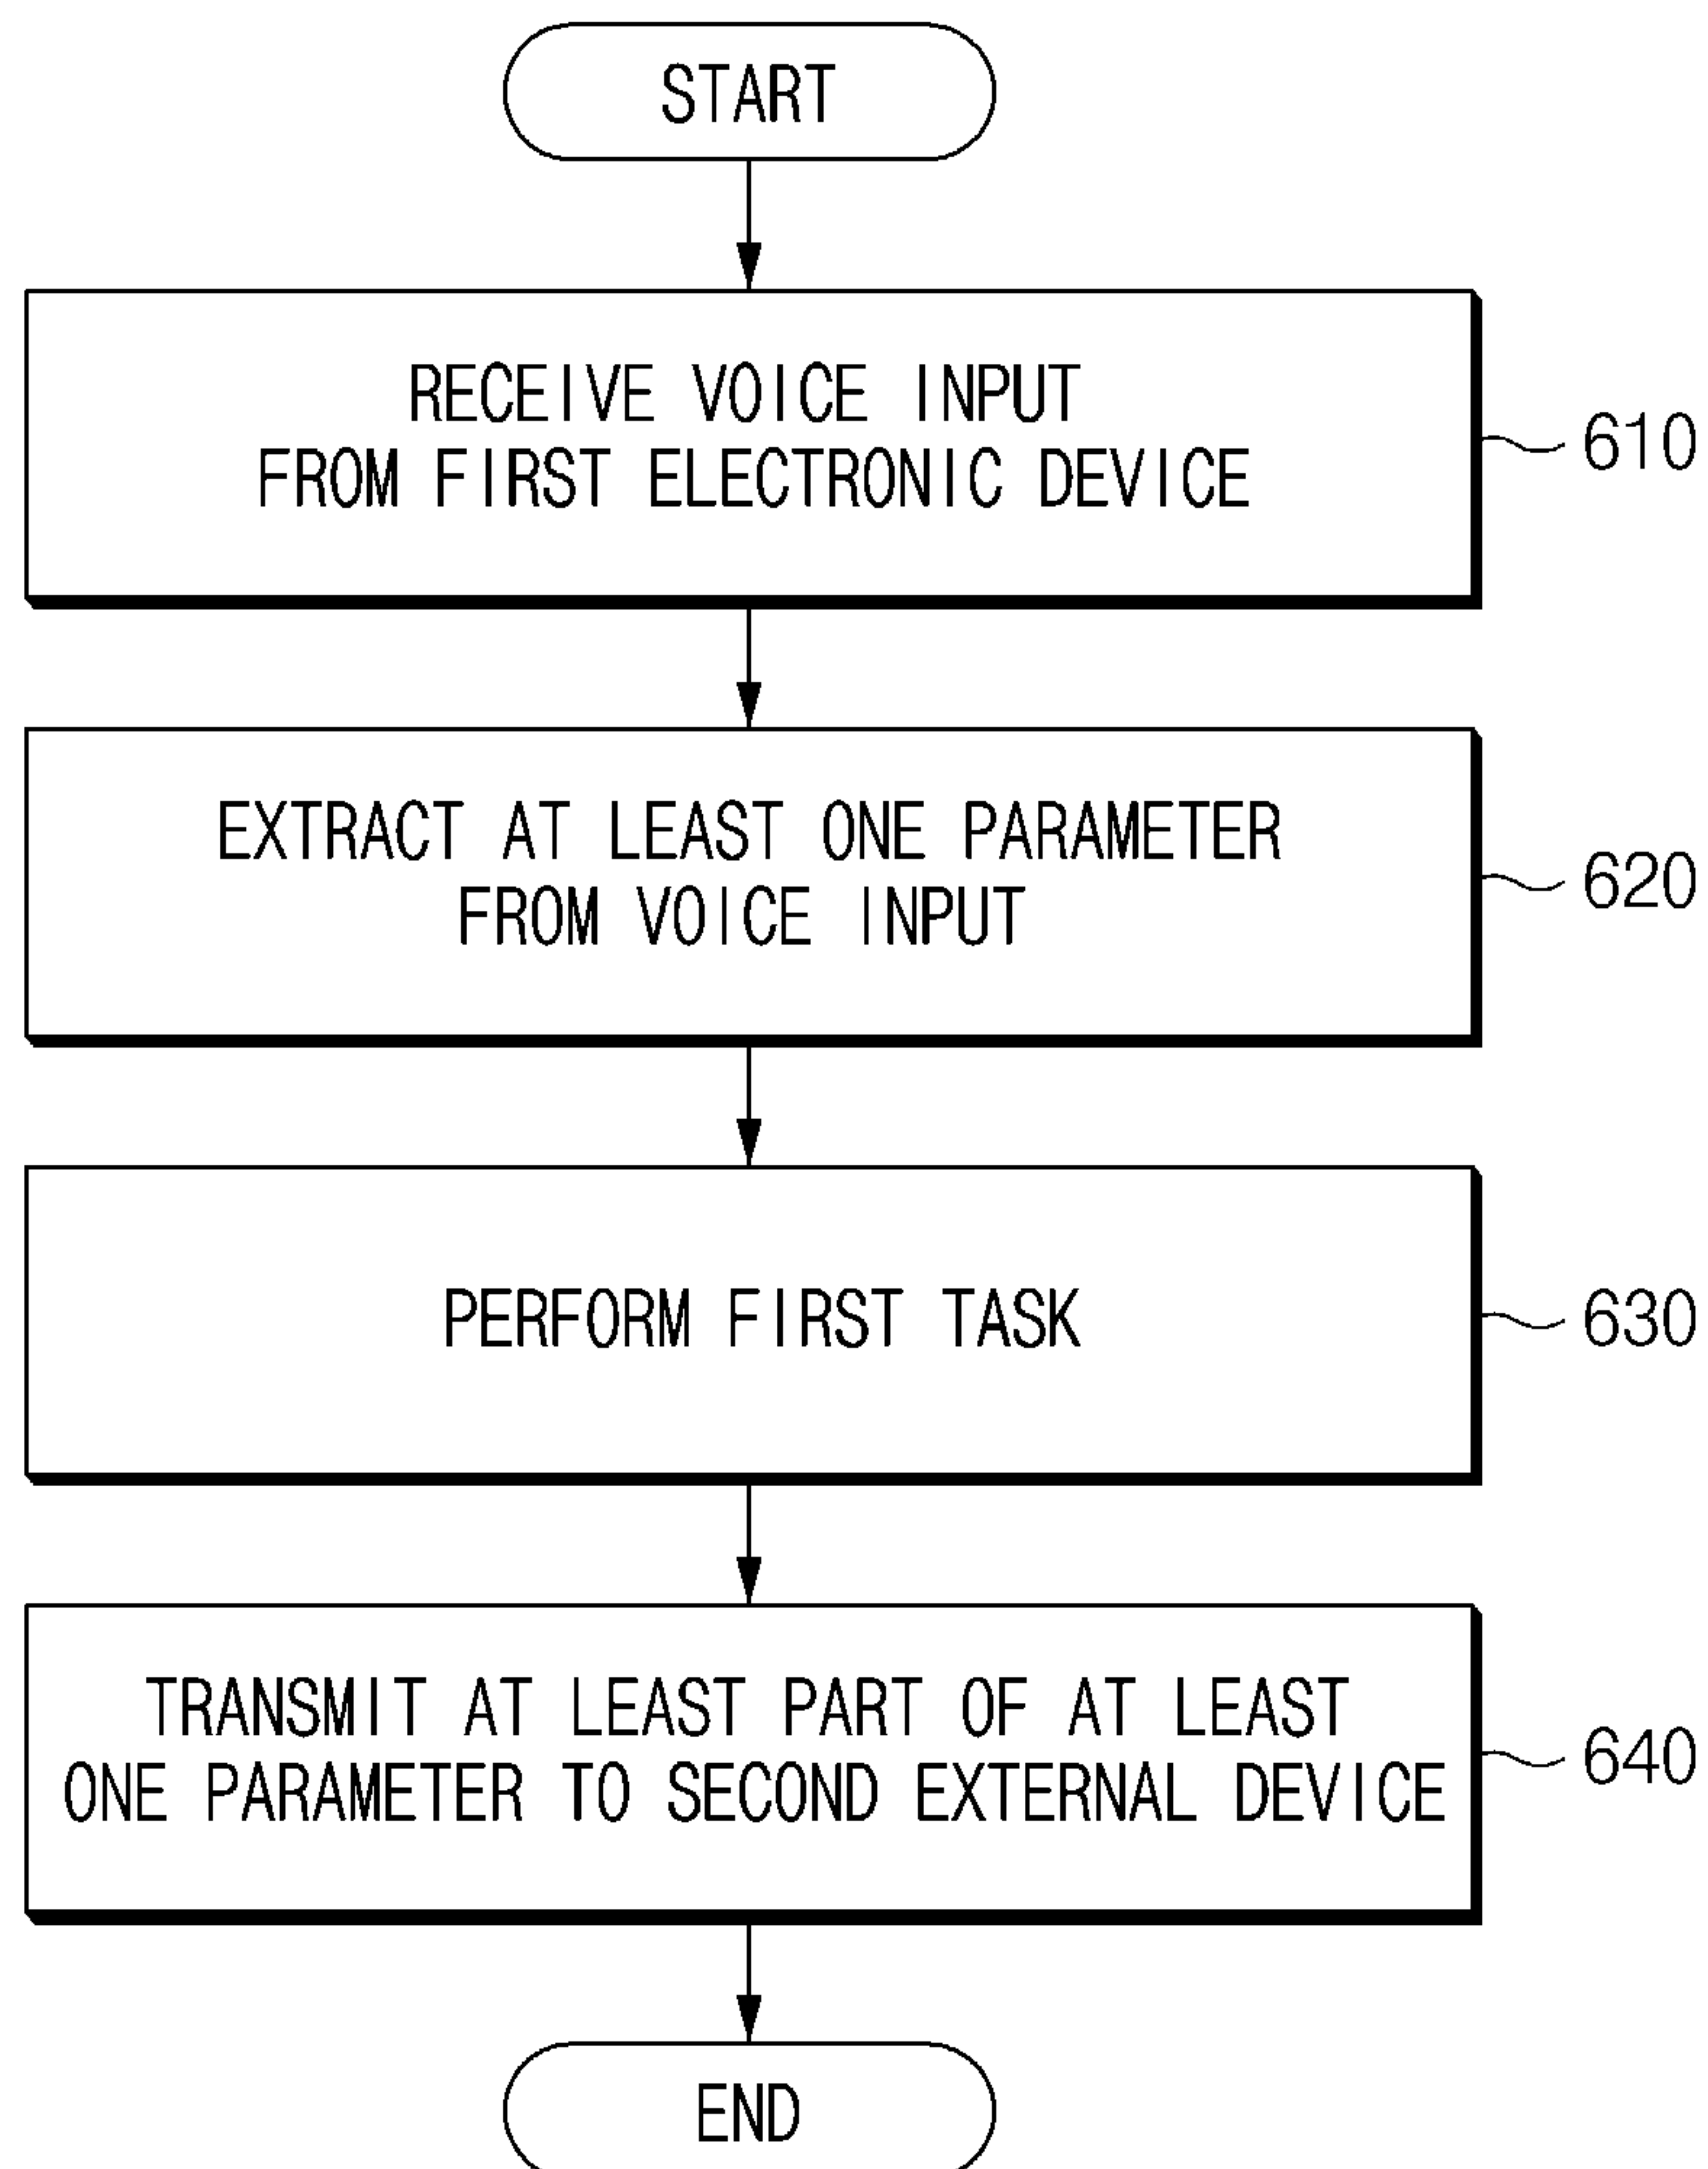 START
RECEIVE VOICE INPUT
FROM FIRST ELECTRONIC DEVICE
610
EXTRACT AT LEAST ONE PARAMETER
FROM VOICE INPUT
620
PERFORM FIRST TASK
630
TRANSMIT AT LEAST PART OF AT LEAST
ONE PARAMETER TO SECOND EXTERNAL DEVICE
640
END